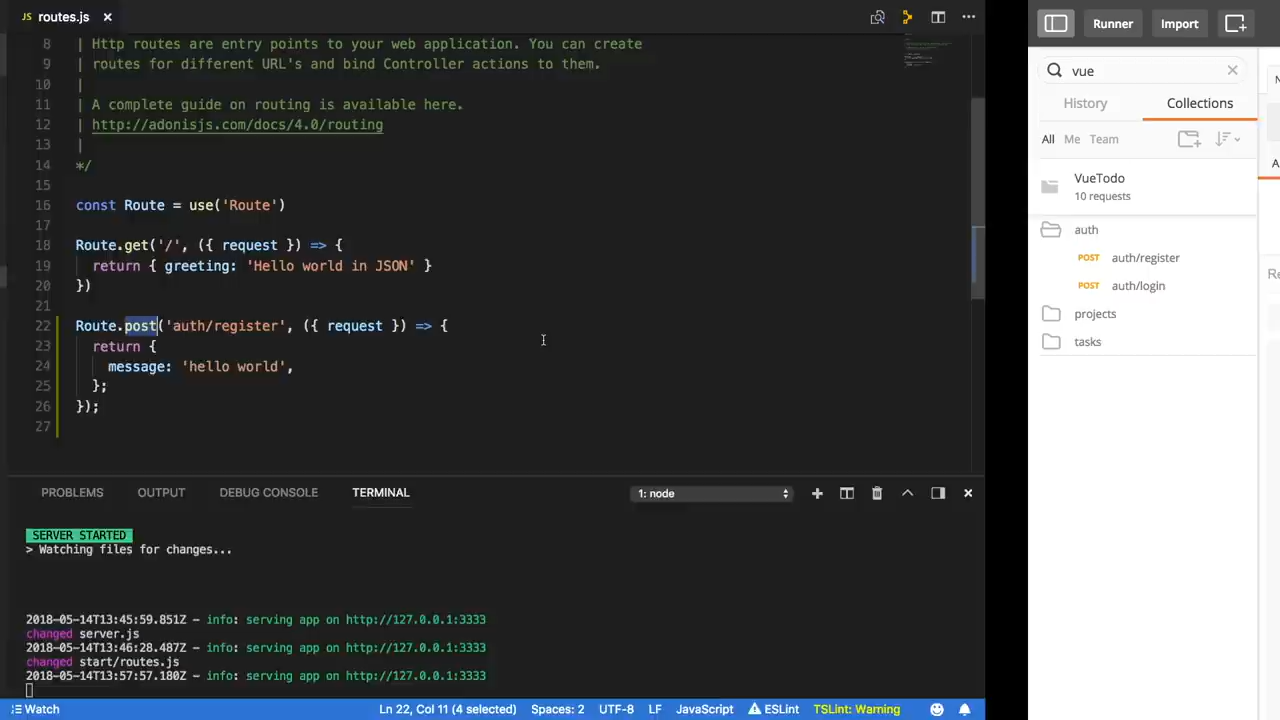 JS routes.js ×
8 | Http routes are entry points to your web application. You can create
9 | routes for different URL's and bind Controller actions to them.
10 |
11 | A complete guide on routing is available here.
12 | http://adonisjs.com/docs/4.0/routing
13 |
14 */
15
16 const Route = use('Route')
17
18 Route.get('/', ({ request }) => {
19 return { greeting: 'Hello world in JSON' }
20 })
21
22 Route.post('auth/register', ({ request }) => {
23 return {
24 message: 'hello world',
25 };
26 });
27
PROBLEMS OUTPUT DEBUG CONSOLE TERMINAL 1: node
SERVER STARTED
> Watching files for changes...
2018-05-14T13:45:59.851Z - info: serving app on http://127.0.0.1:3333
changed server.js
2018-05-14T13:46:28.487Z - info: serving app on http://127.0.0.1:3333
changed start/routes.js
2018-05-14T13:57:57.180Z - info: serving app on http://127.0.0.1:3333
Watch Ln 22, Col 11 (4 selected) Spaces: 2 UTF-8 LF JavaScript ESLint TSLint: Warning
Runner Import
vue
History Collections
All Me Team
VueTodo
10 requests
auth
POST auth/register
POST auth/login
projects
tasks